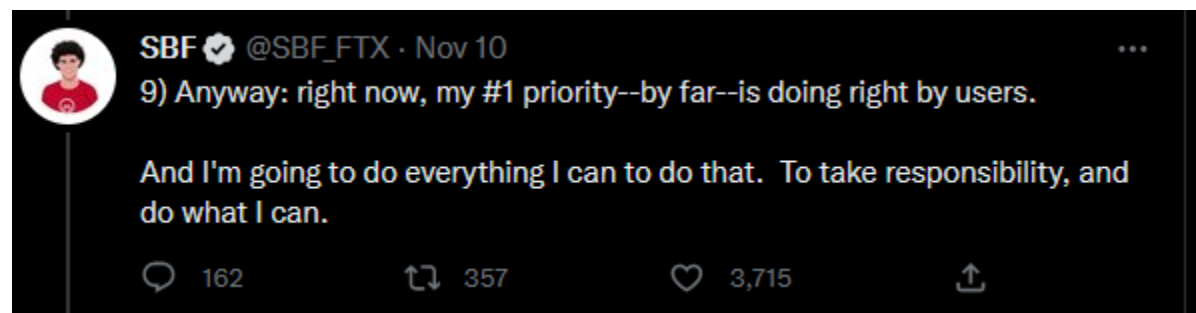 SBF @SBF_FTX · Nov 10
9) Anyway: right now, my #1 priority--by far--is doing right by users.
And I'm going to do everything I can to do that.  To take responsibility, and
do what I can.
162 357 3,715